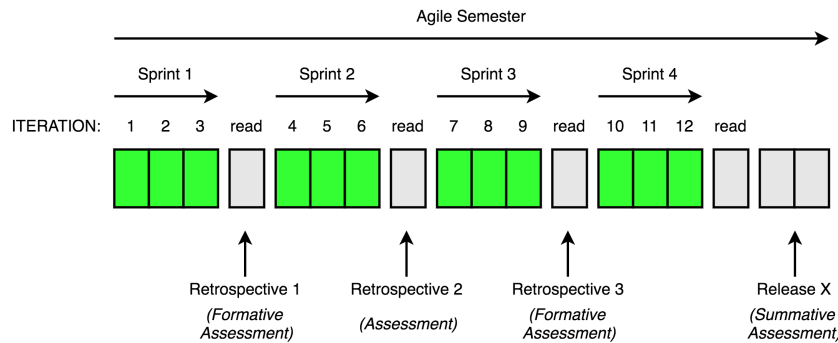 Agile Semester
Sprint 1 Sprint 2 Sprint 3 Sprint 4
ITERATION: 1 2 3 read 4 5 6 read 7 8 9 read 10 11 12 read
Retrospective 1 Retrospective 2 Retrospective 3 Release X
(Formative Assessment) (Assessment) (Formative Assessment) (Summative Assessment)